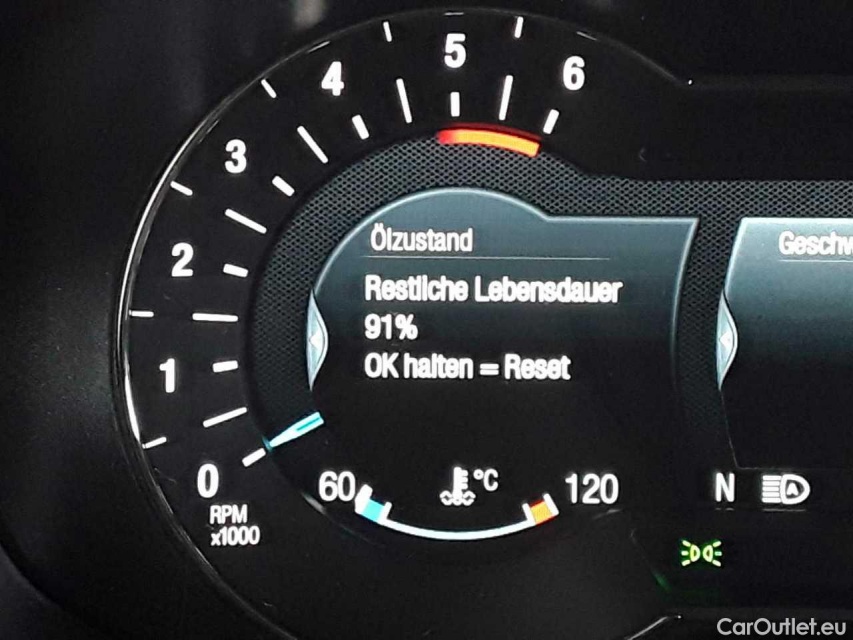 6
5
4
3
2
1
0
RPM
x1000
Ölzustand
Restliche Lebensdauer
91%
OK halten = Reset
60 °C 120
Geschw
N
A
CarOutlet.eu